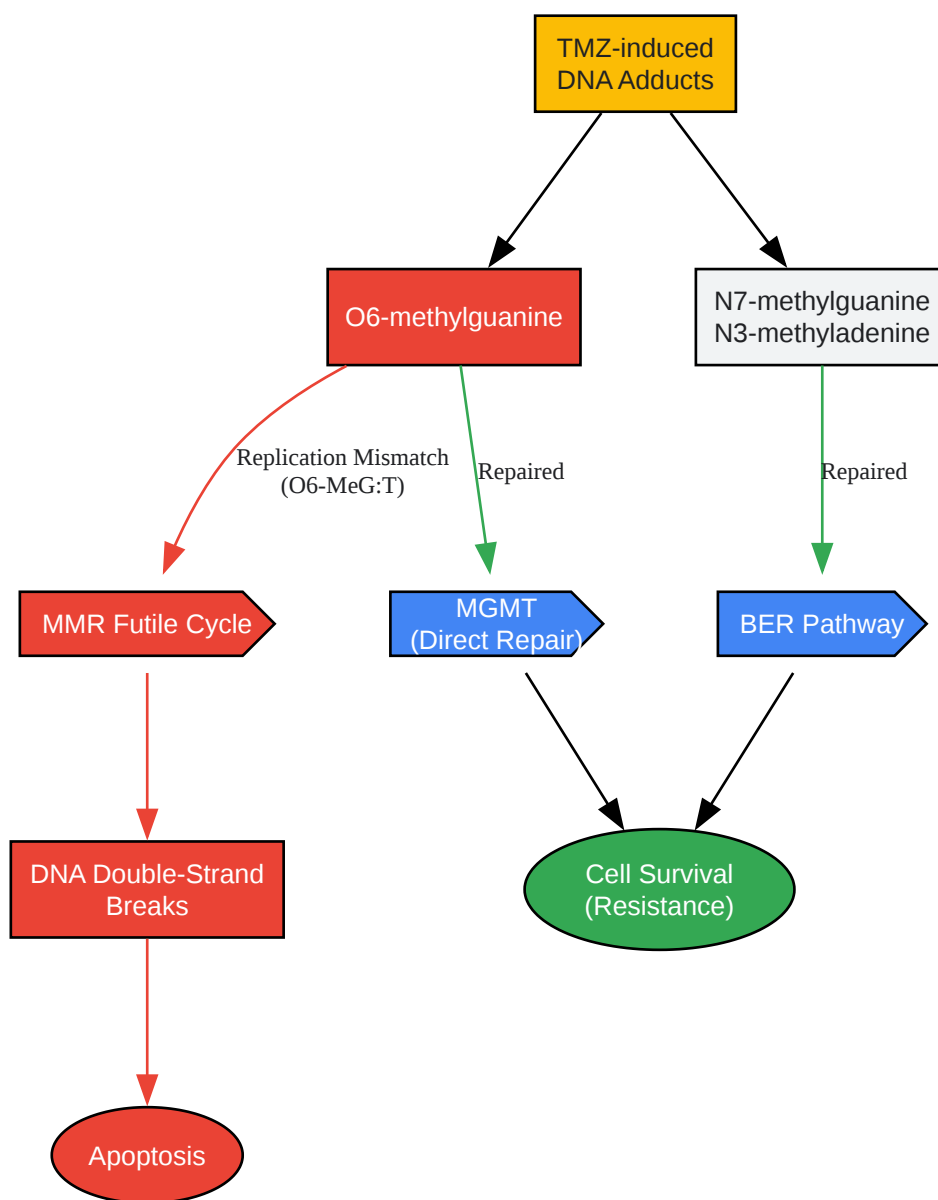 TMZ-induced
DNA Adducts
O6-methylguanine
N7-methylguanine
N3-methyladenine
Replication Mismatch
(O6-MeG:T)
Repaired
Repaired
MMR Futile Cycle
MGMT
(Direct Repair)
BER Pathway
DNA Double-Strand
Breaks
Cell Survival
(Resistance)
Apoptosis